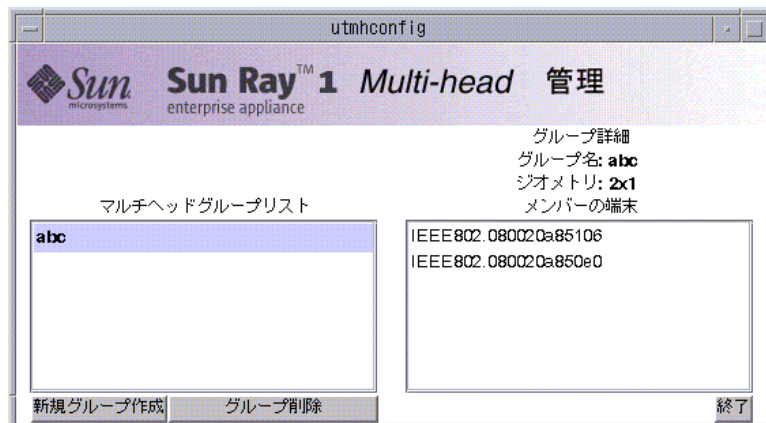 utmhconfig
Sun
microsystems
Sun Ray™ 1 Multi-head 管理
enterprise appliance
グループ詳細
グループ名: abc
ジオメトリ: 2x1
マルチヘッドグループリスト
メンバーの端末
abc
IEEE802.080020a85106
IEEE802.080020a850e0
新規グループ作成
グループ削除
終了